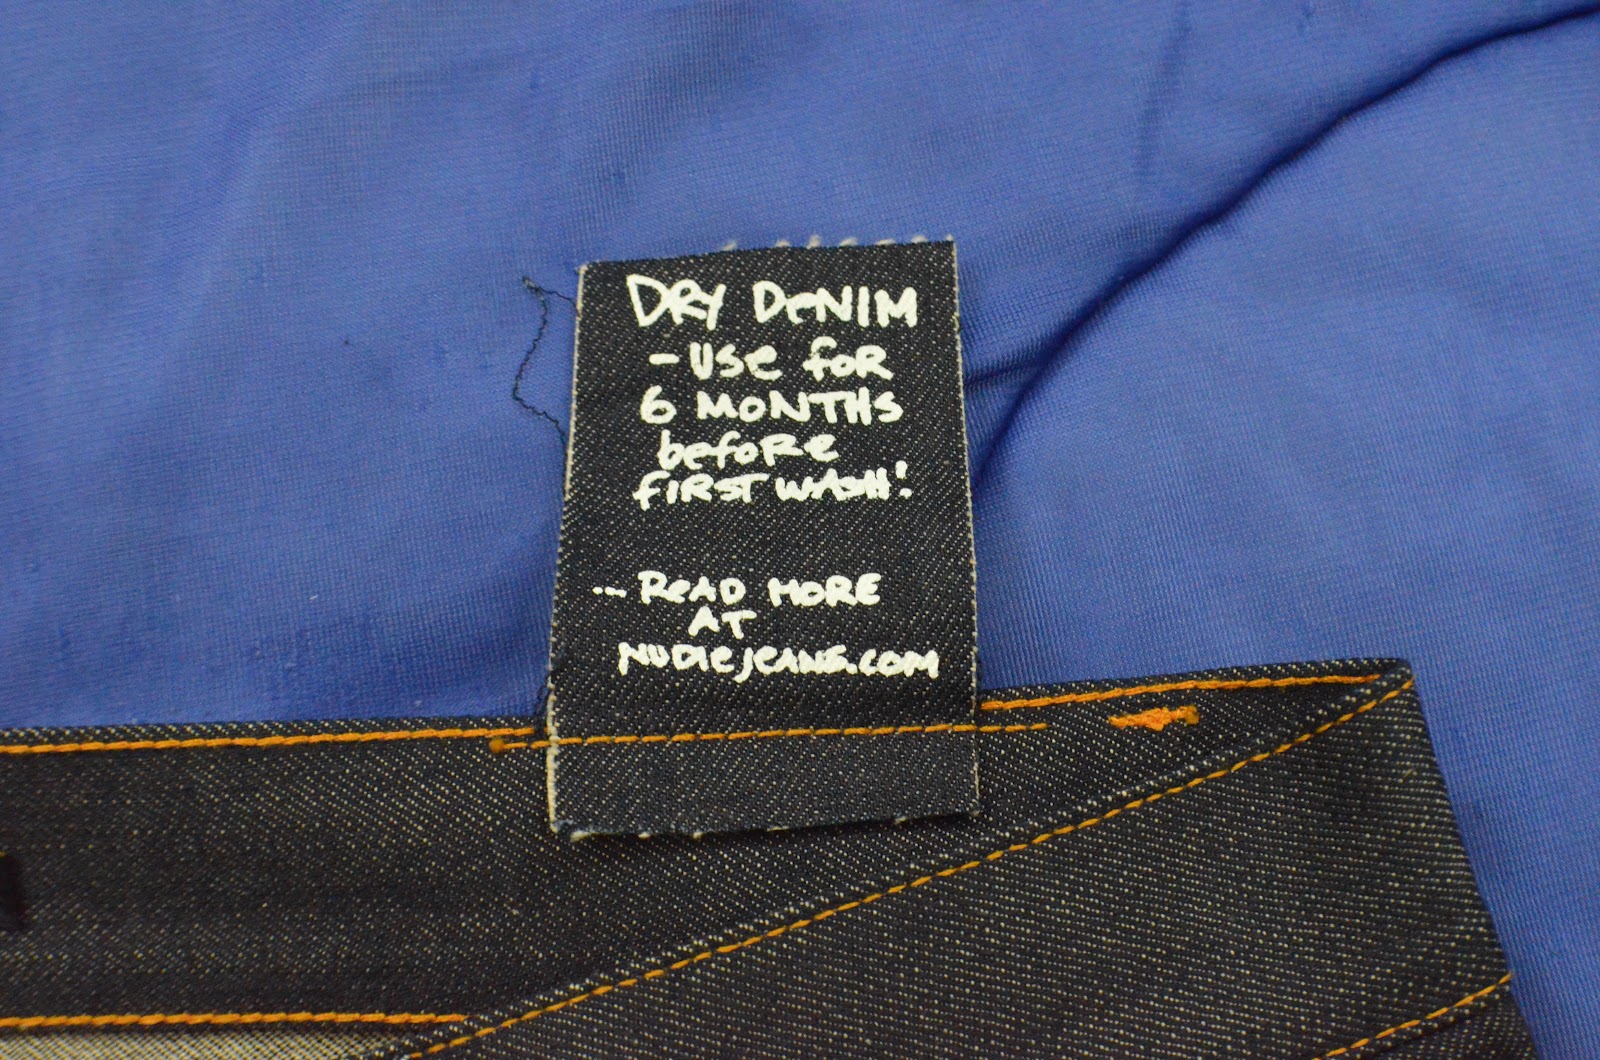 DRY DeNIM
- Use foR
6 MONTHS
befoRe
fIRST WASH!
... ReAD MORE
AT
NUDIEJEANS.COM